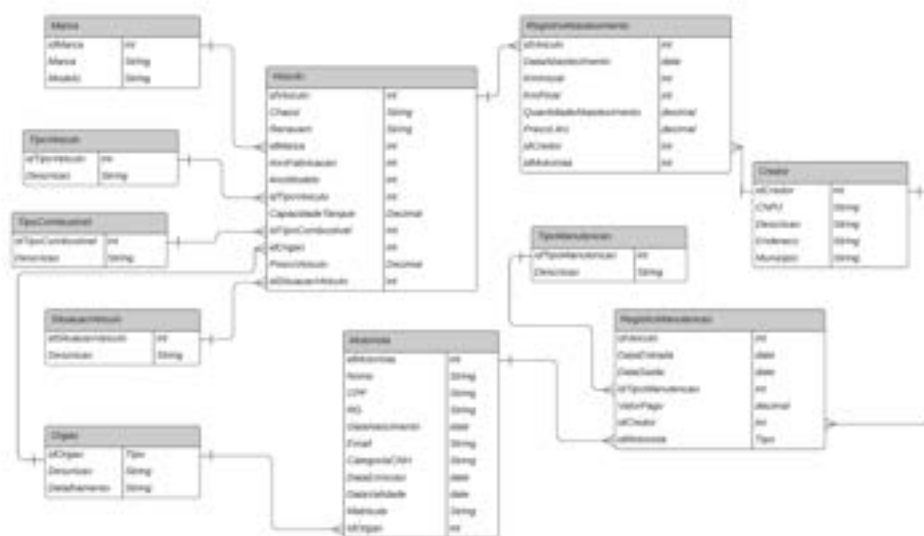 Marca
idMarca int
Marca String
Modelo String
TipoVeiculo
idTipoVeiculo int
Descricao String
TipoCombustivel
idTipoCombustivel int
Descricao String
SituacaoVeiculo
idSituacaoVeiculo int
Descricao String
Orgao
idOrgao Tipo
Descricao String
Detalhamento String
Veiculo
idVeiculo int
Chassi String
Renavam String
idMarca int
AnoFabricacao int
AnoModelo int
idTipoVeiculo int
CapacidadeTanque Decimal
idTipoCombustivel int
idOrgao int
PlacaVeiculo Decimal
idSituacaoVeiculo int
Motorista
idMotorista int
Nome String
CPF String
RG String
DataNascimento date
Email String
CategoriaCNH String
DataEmissao date
DataValidade date
Matricula String
idOrgao int
RegistroAbastecimento
idVeiculo int
DataAbastecimento date
KmInicial int
KmFinal int
QuantidadeAbastecimento decimal
PrecoLitro decimal
idCredor int
idMotorista int
TipoManutencao
idTipoManutencao int
Descricao String
Credor
idCredor int
CNPJ String
Descricao String
Endereco String
Municipio String
RegistroManutencao
idVeiculo int
DataEntrada date
DataSaida date
idTipoManutencao int
ValorPago decimal
idCredor int
idMotorista Tipo